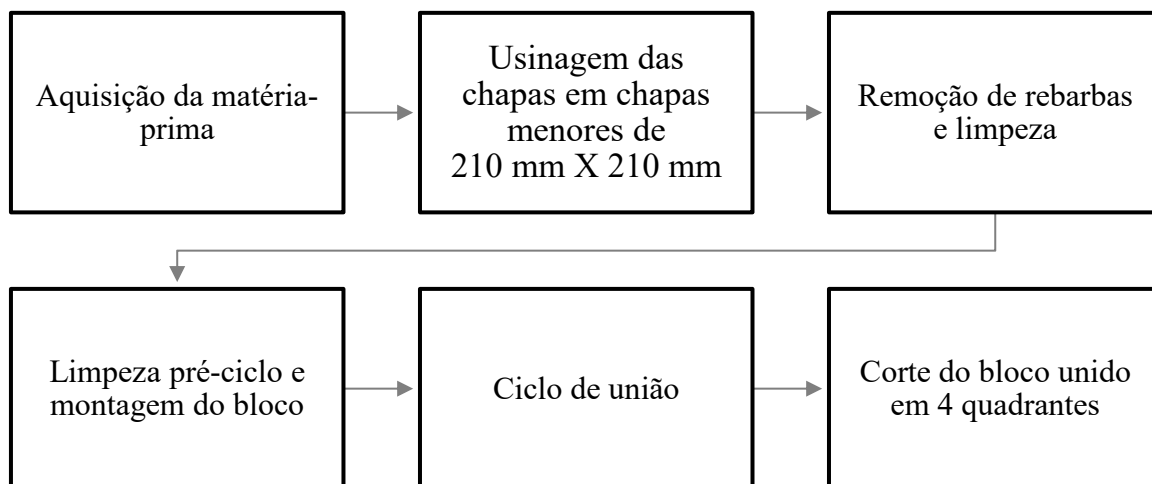 Aquisição da matéria-
prima
Usinagem das
chapas em chapas
menores de
210 mm X 210 mm
Remoção de rebarbas
e limpeza
Limpeza pré-ciclo e
montagem do bloco
Ciclo de união
Corte do bloco unido
em 4 quadrantes